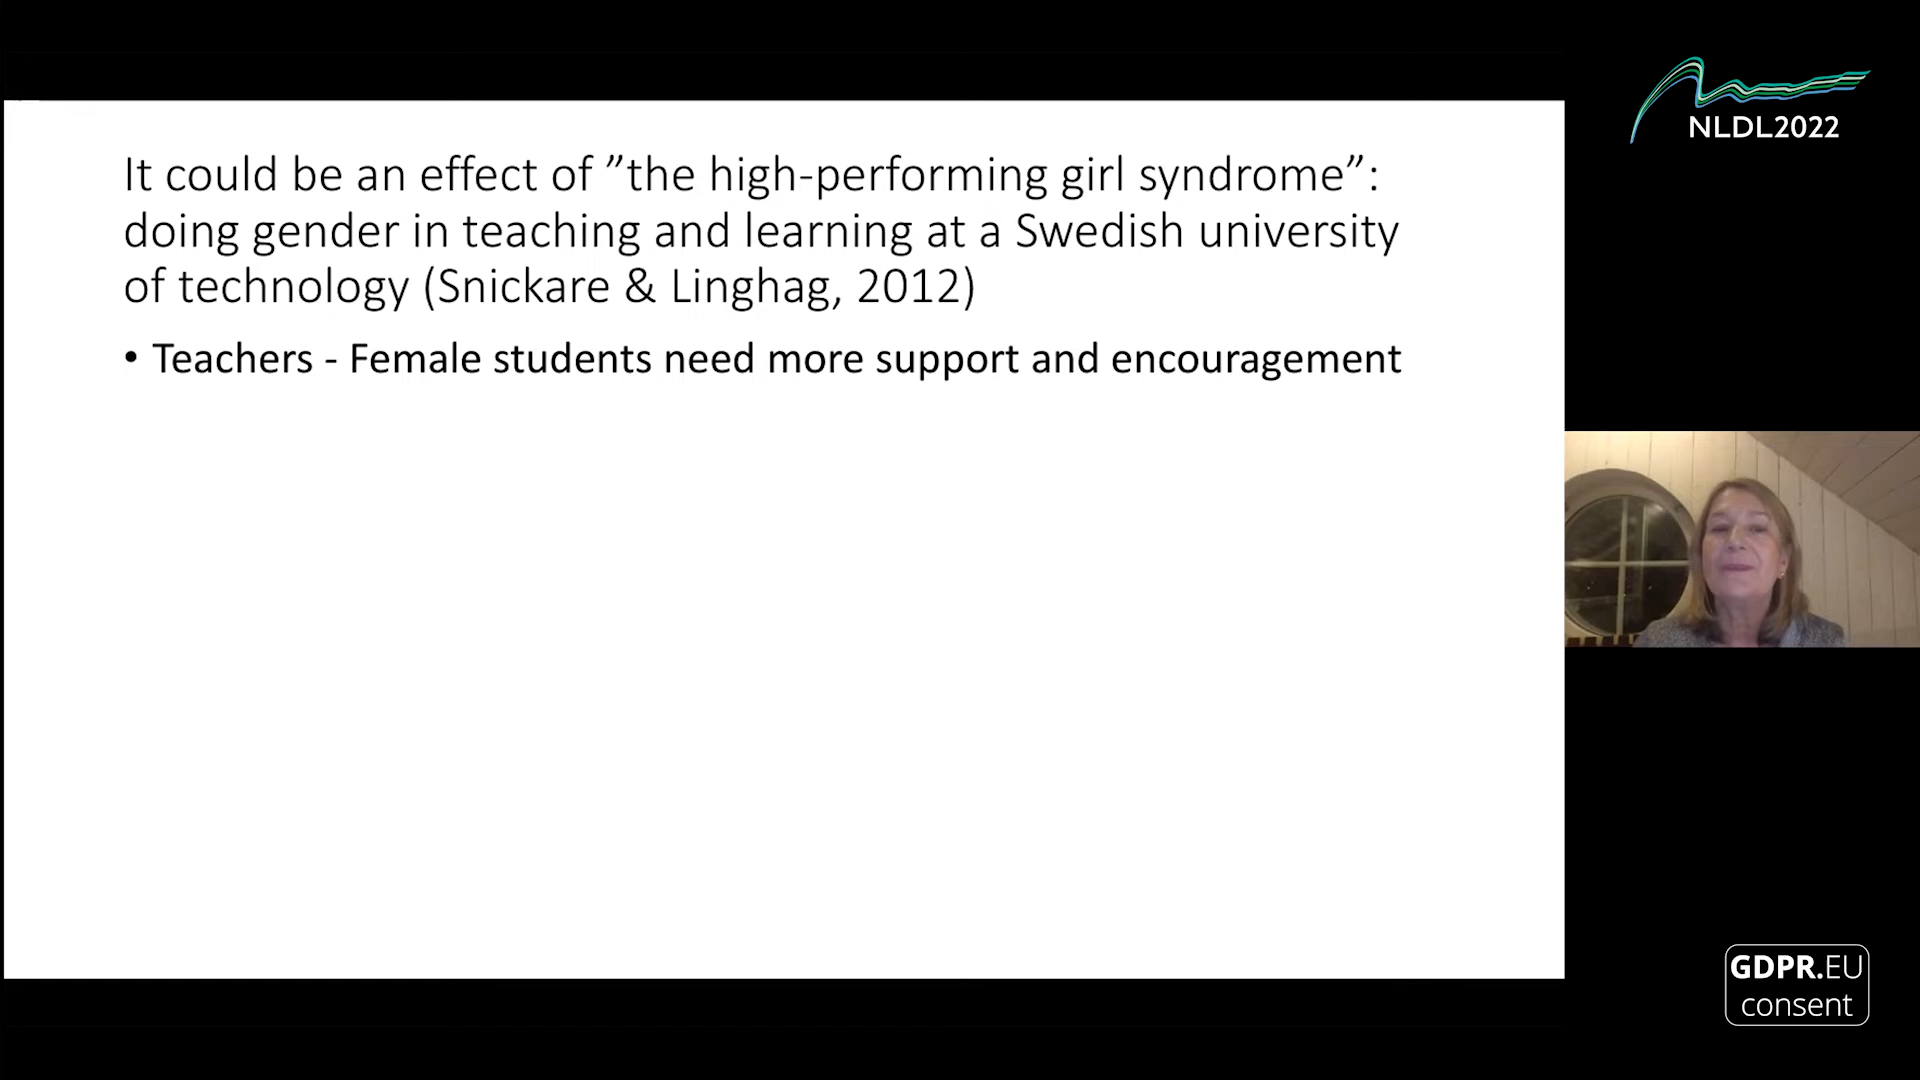 It could be an effect of ”the high-performing girl syndrome”:
doing gender in teaching and learning at a Swedish university
of technology (Snickare & Linghag, 2012)
• Teachers - Female students need more support and encouragement
NLDL2022
GDPR.EU
consent